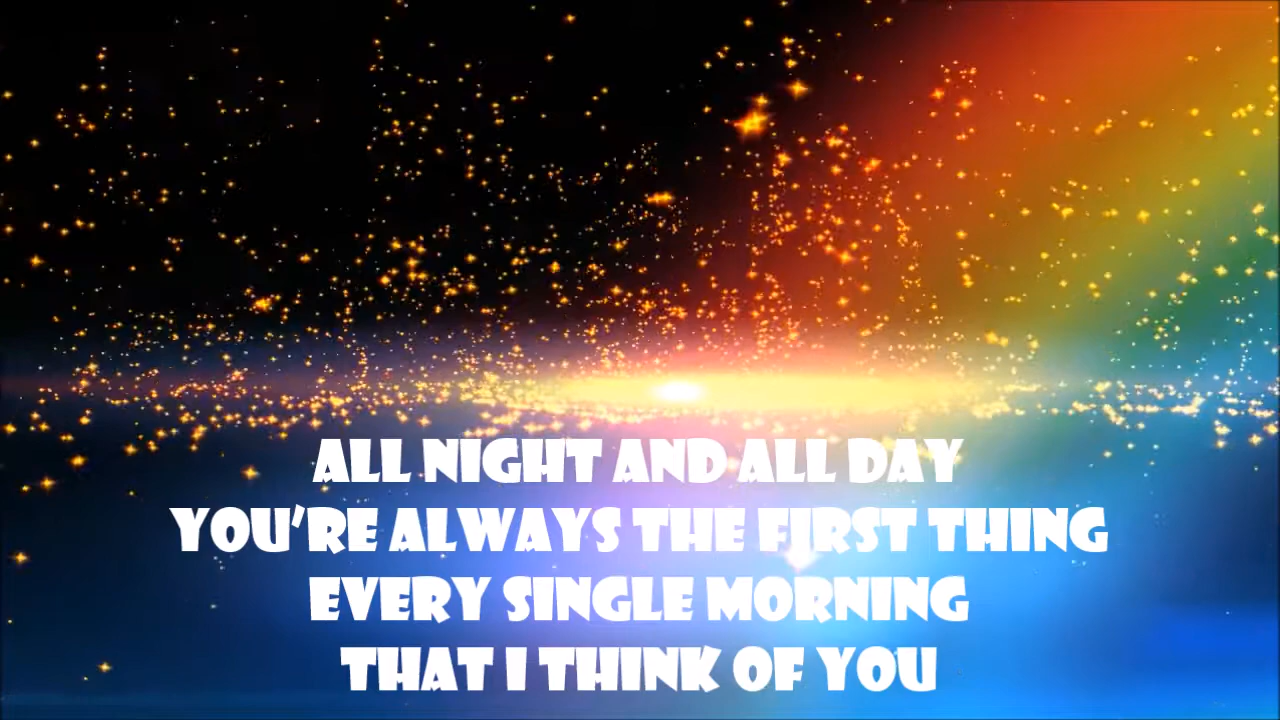 ALL NIGHT AND ALL DAY
YOU'RE ALWAYS THE FIRST THING
EVERY SINGLE MORNING
THAT I THINK OF YOU